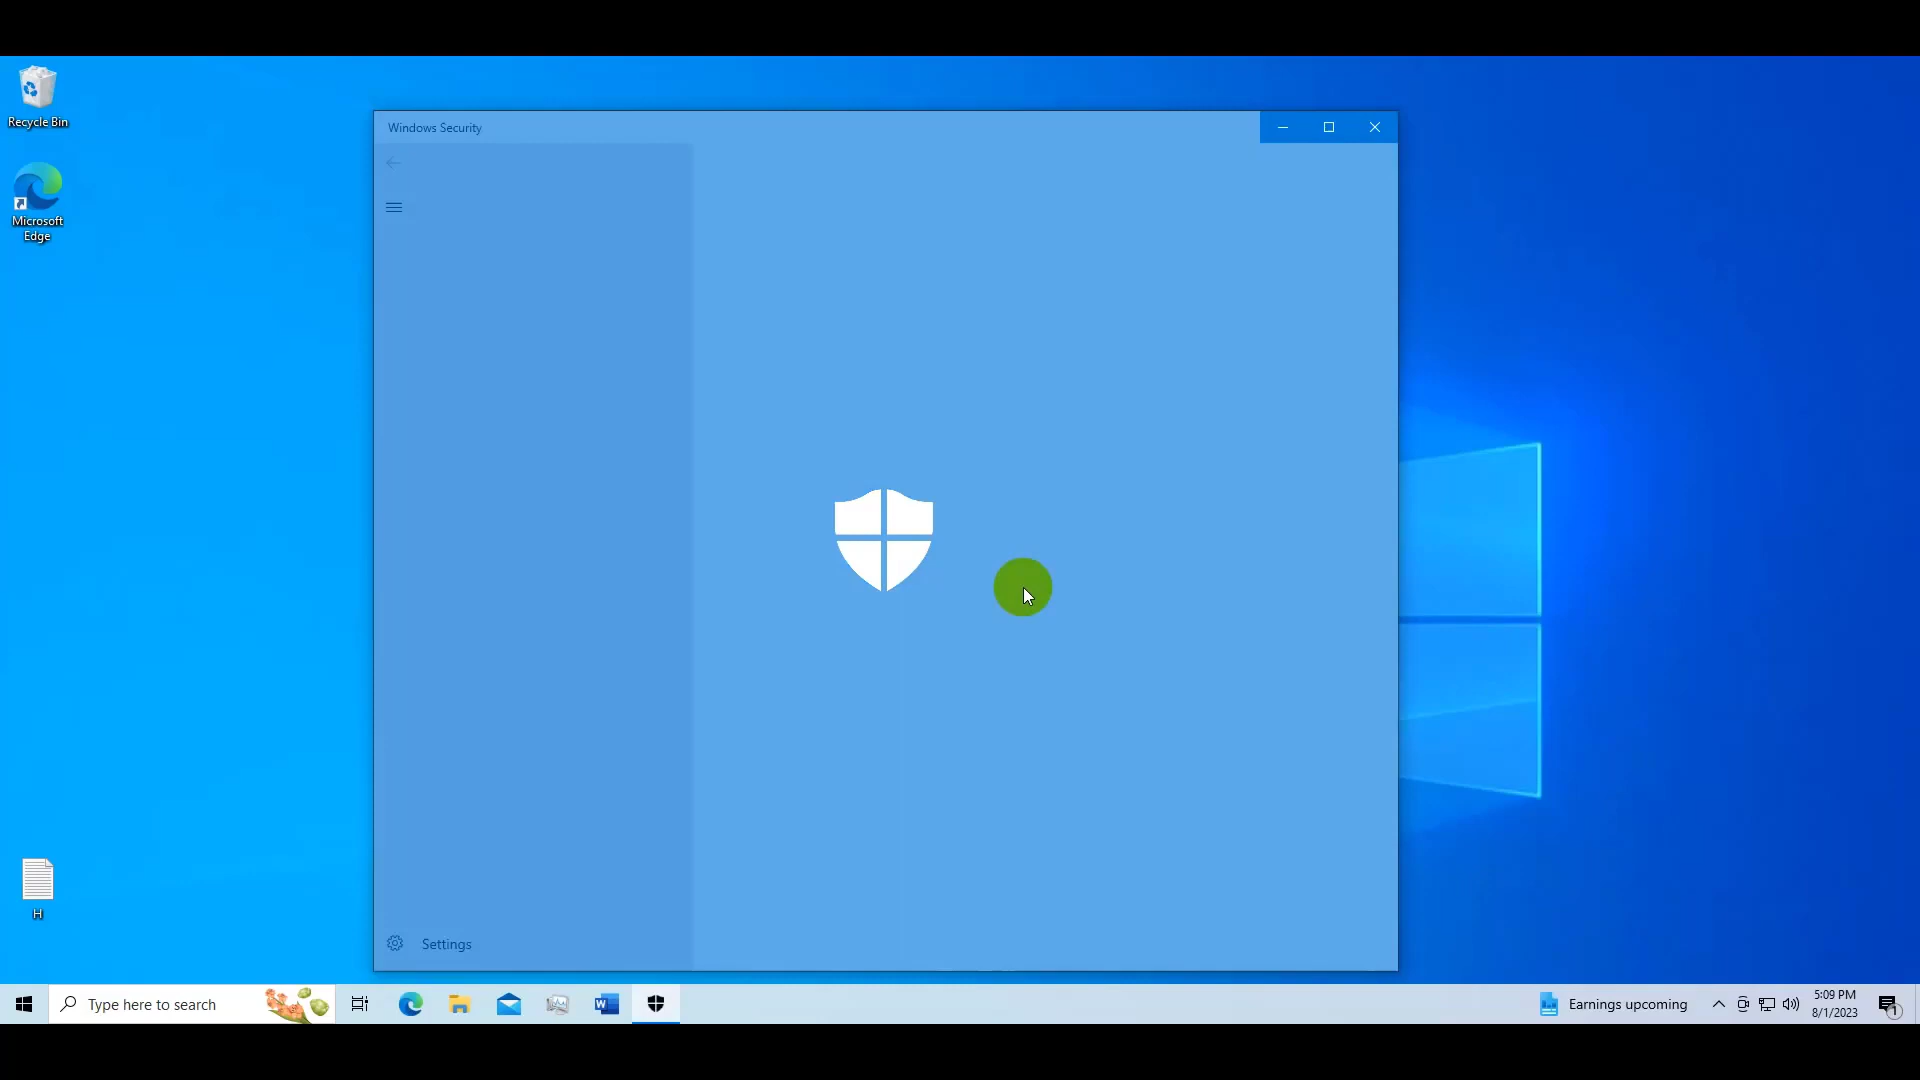 Recycle Bin
Microsoft
Edge
H
Windows Security
Settings
Type here to search
W
Earnings upcoming
5:09 PM
8/1/2023
1